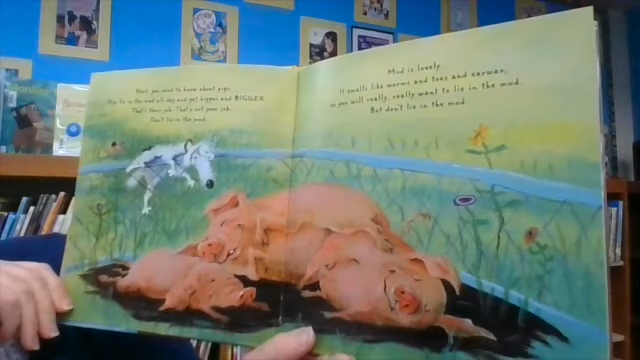 Next, you need to know about pigs.
Pigs lie in the mud all day and get bigger and BIGGER.
That's their job. That's not your job.
Don't lie in the mud.
Mud is lovely.
It smells like worms and toes and earwax,
so you will really, really want to lie in the mud.
But don't lie in the mud.